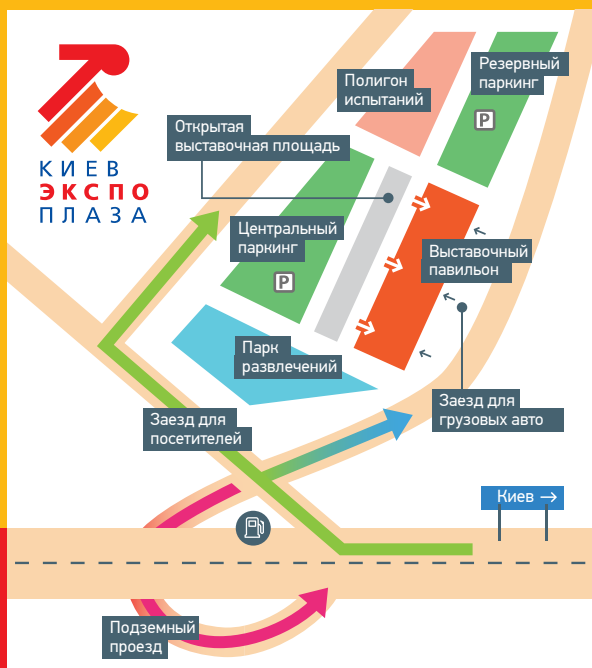 КИЕВ
ЭКСПО
ПЛАЗА
Резервный
паркинг
P
Полигон
испытаний
Открытая
выставочная площадь
Центральный
паркинг
P
Выставочный
павильон
Парк
развлечений
Заезд для
грузовых авто
Заезд для
посетителей
Киев →
Подземный
проезд